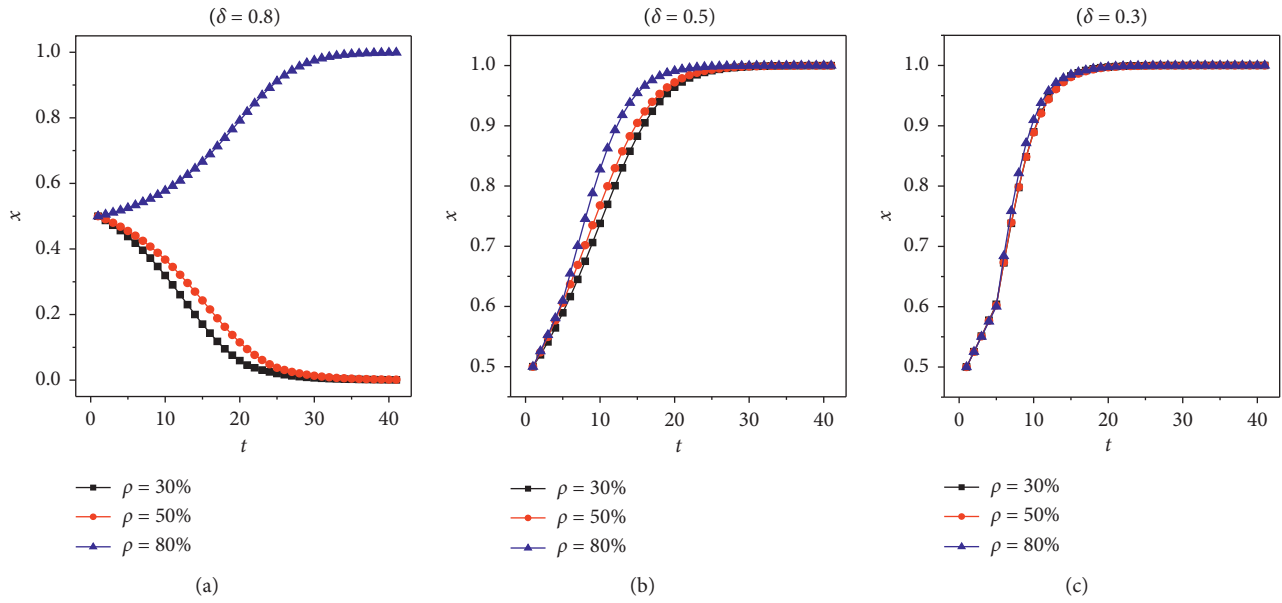 (δ = 0.8)
1.0
0.8
0.6
0.4
0.2
0.0
x
0
10
20
30
40
t
ρ = 30%
ρ = 50%
ρ = 80%
(a)
(δ = 0.5)
1.0
0.9
0.8
0.7
0.6
0.5
x
0
10
20
30
40
t
ρ = 30%
ρ = 50%
ρ = 80%
(b)
(δ = 0.3)
1.0
0.9
0.8
0.7
0.6
0.5
x
0
10
20
30
40
t
ρ = 30%
ρ = 50%
ρ = 80%
(c)